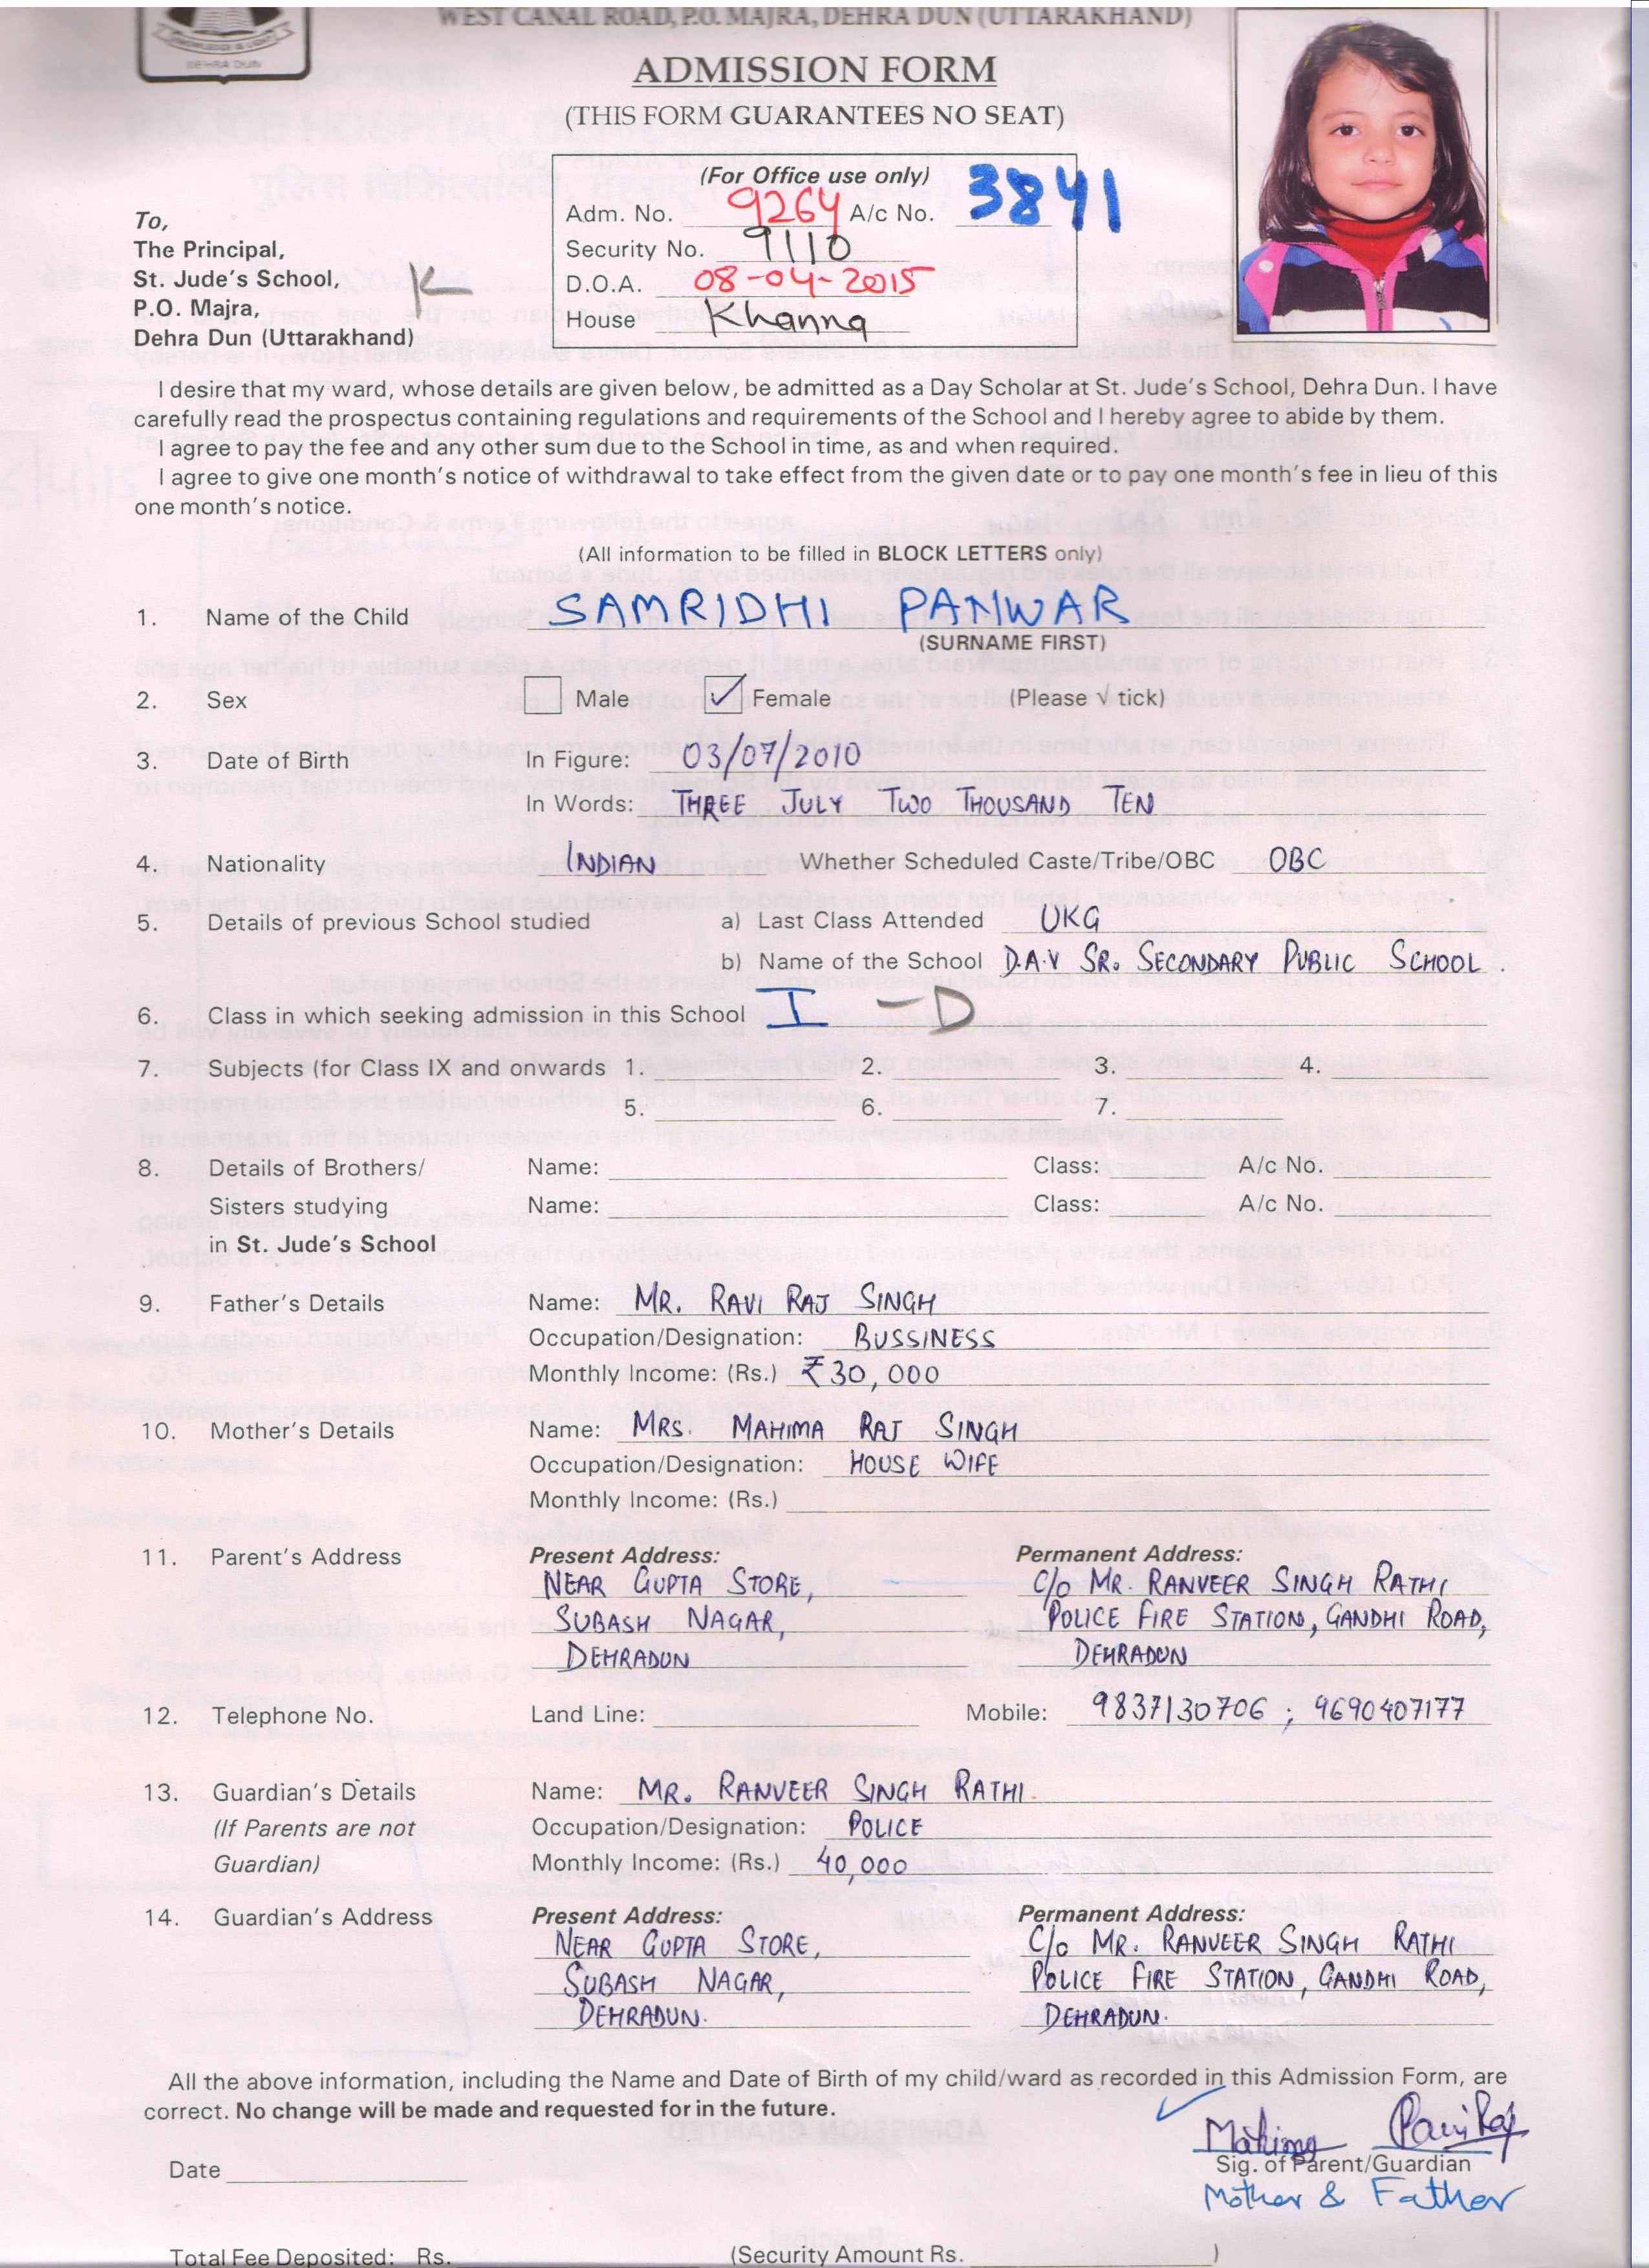 WEST CANAL ROAD, P.O. MAJRA, DEHRA DUN (UTTARAKHAND)
DEHRA DUN
ADMISSION FORM
(THIS FORM GUARANTEES NO SEAT)
(For Office use only)
Adm. No. 9264 A/c No. 3841
Security No. 9110
D.O.A. 08-04-2015
House Khanna
To,
The Principal,
St. Jude's School,
P.O. Majra,
Dehra Dun (Uttarakhand)
K
I desire that my ward, whose details are given below, be admitted as a Day Scholar at St. Jude's School, Dehra Dun. I have
carefully read the prospectus containing regulations and requirements of the School and I hereby agree to abide by them.
I agree to pay the fee and any other sum due to the School in time, as and when required.
I agree to give one month's notice of withdrawal to take effect from the given date or to pay one month's fee in lieu of this
one month's notice.
(All information to be filled in BLOCK LETTERS only)
1. Name of the Child SAMRIDHI PANWAR
(SURNAME FIRST)
2. Sex Male ✓ Female (Please √ tick)
3. Date of Birth In Figure: 03/07/2010
In Words: THREE JULY TWO THOUSAND TEN
4. Nationality INDIAN Whether Scheduled Caste/Tribe/OBC OBC
5. Details of previous School studied a) Last Class Attended UKG
b) Name of the School D.A.V SR. SECONDARY PUBLIC SCHOOL.
6. Class in which seeking admission in this School I - D
7. Subjects (for Class IX and onwards 1. 2. 3. 4.
5. 6. 7.
8. Details of Brothers/ Name: Class: A/c No.
Sisters studying Name: Class: A/c No.
in St. Jude's School
9. Father's Details Name: MR. RAVI RAJ SINGH
Occupation/Designation: BUSSINESS
Monthly Income: (Rs.) ₹30,000
10. Mother's Details Name: MRS. MAHIMA RAJ SINGH
Occupation/Designation: HOUSE WIFE
Monthly Income: (Rs.)
11. Parent's Address Present Address: Permanent Address:
NEAR GUPTA STORE, C/o MR. RANVEER SINGH RATHI
SUBASH NAGAR, POLICE FIRE STATION, GANDHI ROAD,
DEHRADUN DEHRADUN
12. Telephone No. Land Line: Mobile: 9837130706 ; 9690407177
13. Guardian's Details Name: MR. RANVEER SINGH RATHI.
(If Parents are not Occupation/Designation: POLICE
Guardian) Monthly Income: (Rs.) 40,000
14. Guardian's Address Present Address: Permanent Address:
NEAR GUPTA STORE, C/o MR. RANVEER SINGH RATHI
SUBASH NAGAR, POLICE FIRE STATION, GANDHI ROAD,
DEHRADUN. DEHRADUN.
All the above information, including the Name and Date of Birth of my child/ward as recorded in this Admission Form, are
correct. No change will be made and requested for in the future.
Date
Sig. of Parent/Guardian
Mother & Father
Total Fee Deposited: Rs. (Security Amount Rs. )